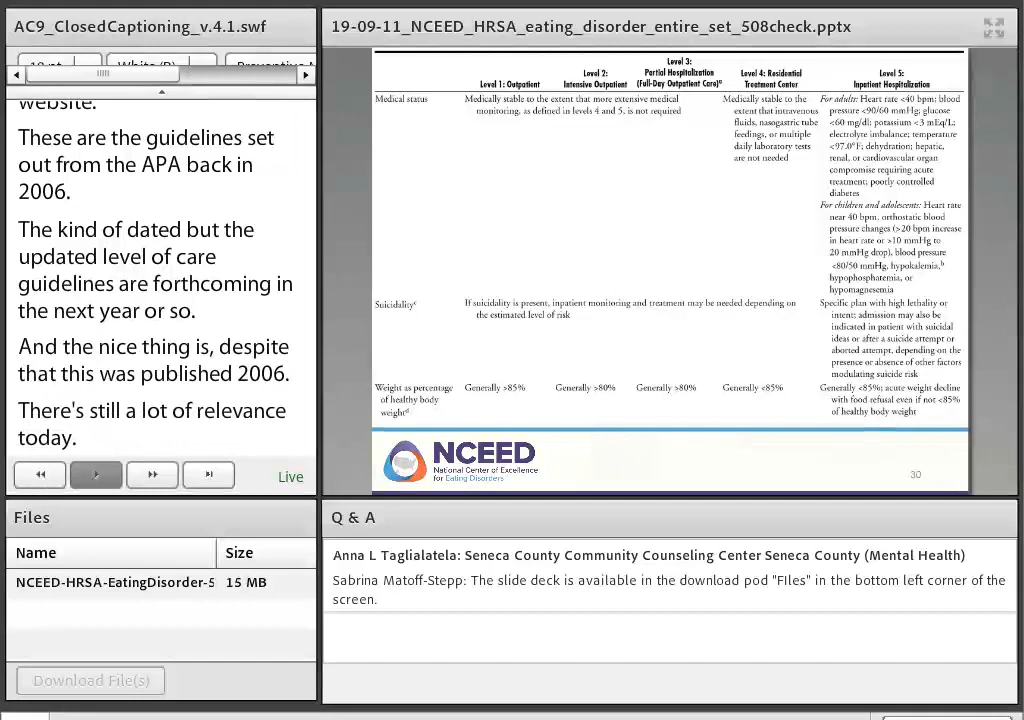 AC9_ClosedCaptioning_v.4.1.swf
website.
These are the guidelines set
out from the APA back in
2006.
The kind of dated but the
updated level of care
guidelines are forthcoming in
the next year or so.
And the nice thing is, despite
that this was published 2006.
There's still a lot of relevance
today.
Live
19-09-11_NCEED_HRSA_eating_disorder_entire_set_508check.pptx
Level 1: Outpatient
Level 2:
Intensive Outpatient
Level 3:
Partial Hospitalization
(Full-Day Outpatient Care)ᵃ
Level 4: Residential
Treatment Center
Level 5:
Inpatient Hospitalization
Medical status
Medically stable to the extent that more extensive medical
monitoring, as defined in levels 4 and 5, is not required
Medically stable to the
extent that intravenous
fluids, nasogastric tube
feedings, or multiple
daily laboratory tests
are not needed
For adults: Heart rate <40 bpm; blood
pressure <90/60 mmHg; glucose
<60 mg/dl; potassium <3 mEq/L;
electrolyte imbalance; temperature
<97.0°F; dehydration; hepatic,
renal, or cardiovascular organ
compromise requiring acute
treatment; poorly controlled
diabetes
For children and adolescents: Heart rate
near 40 bpm, orthostatic blood
pressure changes (>20 bpm increase
in heart rate or >10 mmHg to
20 mmHg drop), blood pressure
<80/50 mmHg, hypokalemia,ᵇ
hypophosphatemia, or
hypomagnesemia
Suicidalityᶜ
If suicidality is present, inpatient monitoring and treatment may be needed depending on
the estimated level of risk
Specific plan with high lethality or
intent; admission may also be
indicated in patient with suicidal
ideas or after a suicide attempt or
aborted attempt, depending on the
presence or absence of other factors
modulating suicide risk
Weight as percentage
of healthy body
weightᵈ
Generally >85%
Generally >80%
Generally >80%
Generally <85%
Generally <85%; acute weight decline
with food refusal even if not <85%
of healthy body weight
NCEED
National Center of Excellence
for Eating Disorders
30
Files
Name Size
NCEED-HRSA-EatingDisorder-5 15 MB
Download File(s)
Q & A
Anna L Taglialatela: Seneca County Community Counseling Center Seneca County (Mental Health)
Sabrina Matoff-Stepp: The slide deck is available in the download pod "FIles" in the bottom left corner of the
screen.